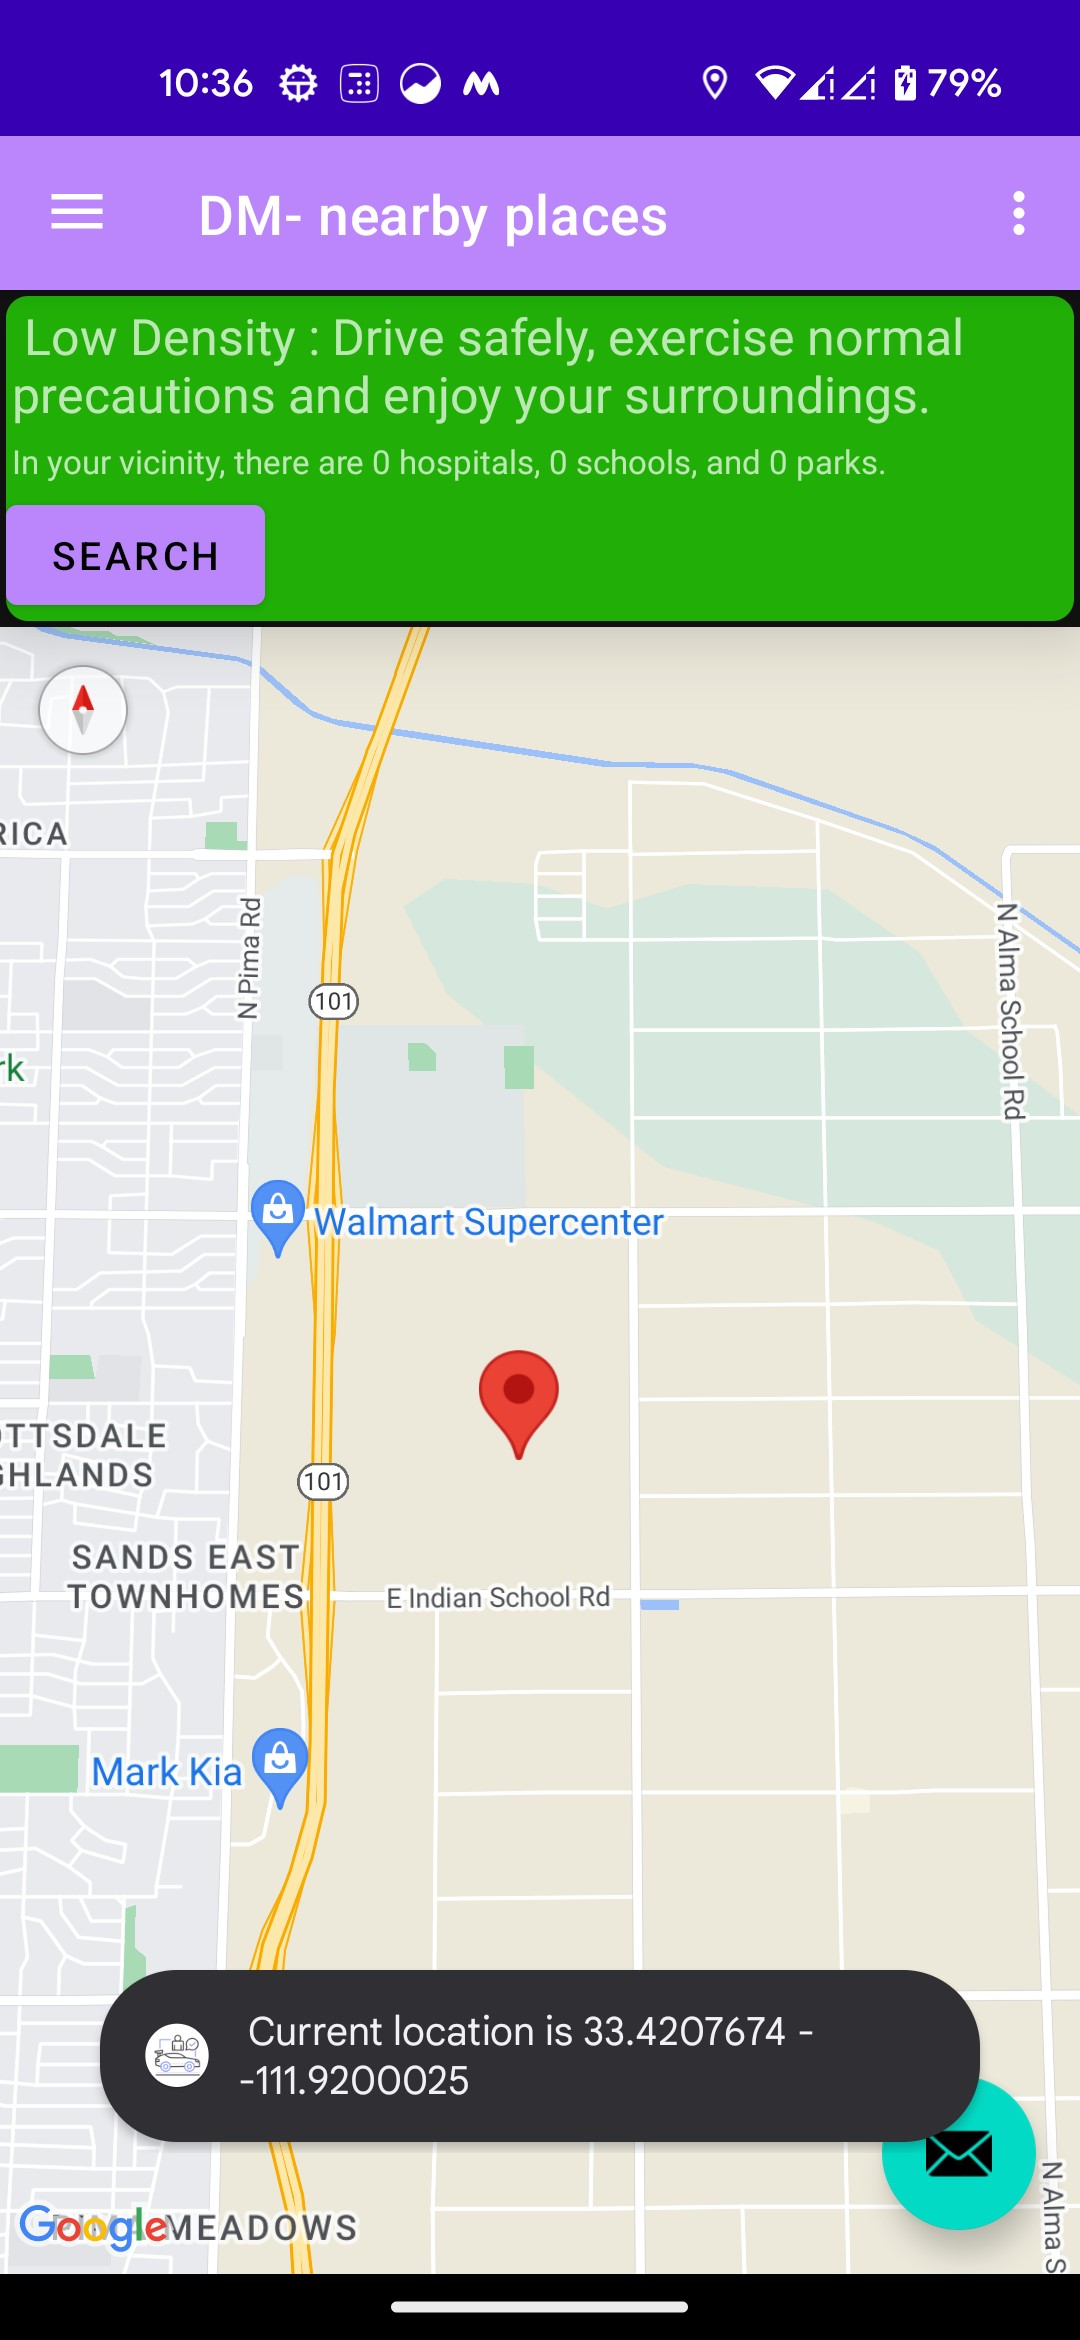 10:36
79%
DM- nearby places
Low Density : Drive safely, exercise normal
precautions and enjoy your surroundings.
In your vicinity, there are 0 hospitals, 0 schools, and 0 parks.
SEARCH
RICA
N Pima Rd
N Alma School Rd
101
rk
Walmart Supercenter
OTTSDALE
GHLANDS
101
SANDS EAST
TOWNHOMES
E Indian School Rd
Mark Kia
Current location is 33.4207674 -
-111.9200025
Google
MEADOWS
N Alma S